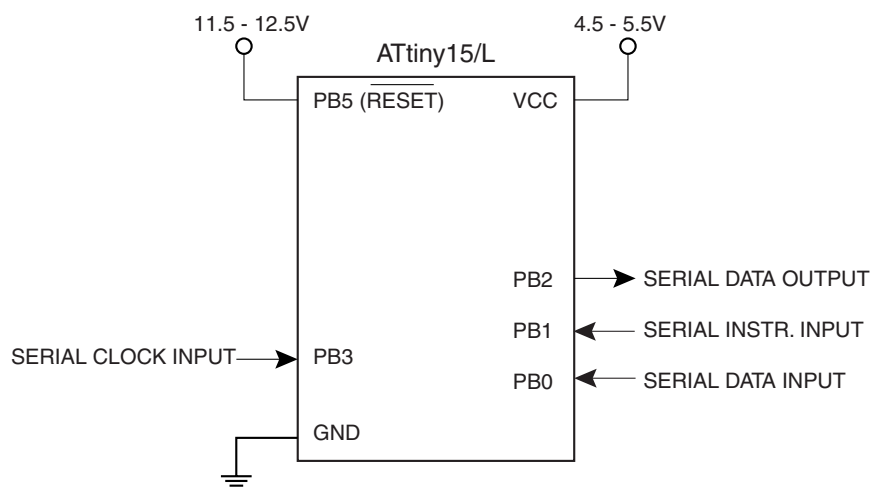 11.5 - 12.5V
4.5 - 5.5V
ATtiny15/L
PB5 (RESET)
VCC
PB2
SERIAL DATA OUTPUT
PB1
SERIAL INSTR. INPUT
SERIAL CLOCK INPUT
PB3
PB0
SERIAL DATA INPUT
GND